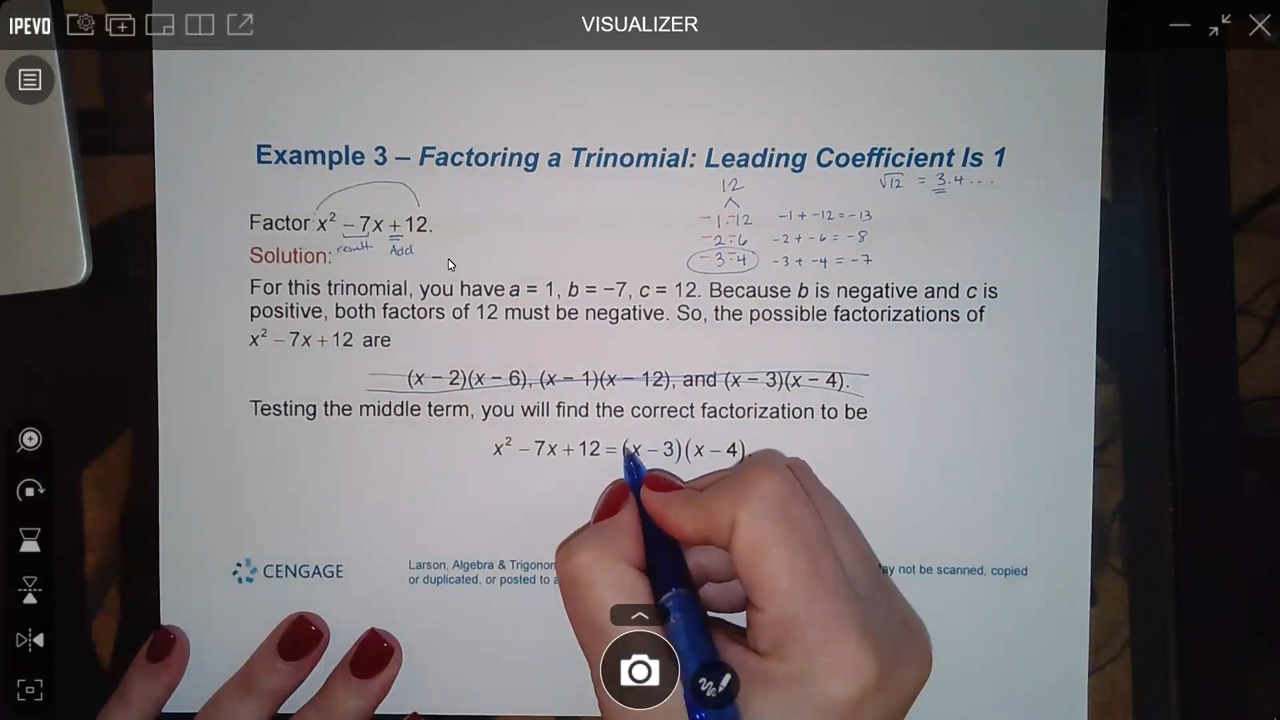 IPEVO
VISUALIZER
Example 3 – Factoring a Trinomial: Leading Coefficient Is 1
√12 = 3.4...
12
Factor x² − 7x + 12.
-1·-12 -1 + -12 = -13
result Add
-2·-6 -2 + -6 = -8
Solution:
-3·-4 -3 + -4 = -7
For this trinomial, you have a = 1, b = −7, c = 12. Because b is negative and c is
positive, both factors of 12 must be negative. So, the possible factorizations of
x² − 7x + 12 are
(x − 2)(x − 6), (x − 1)(x − 12), and (x − 3)(x − 4).
Testing the middle term, you will find the correct factorization to be
x² − 7x + 12 = (x − 3)(x − 4).
CENGAGE
Larson, Algebra &
or duplicated, or posted to
may not be scanned, copied